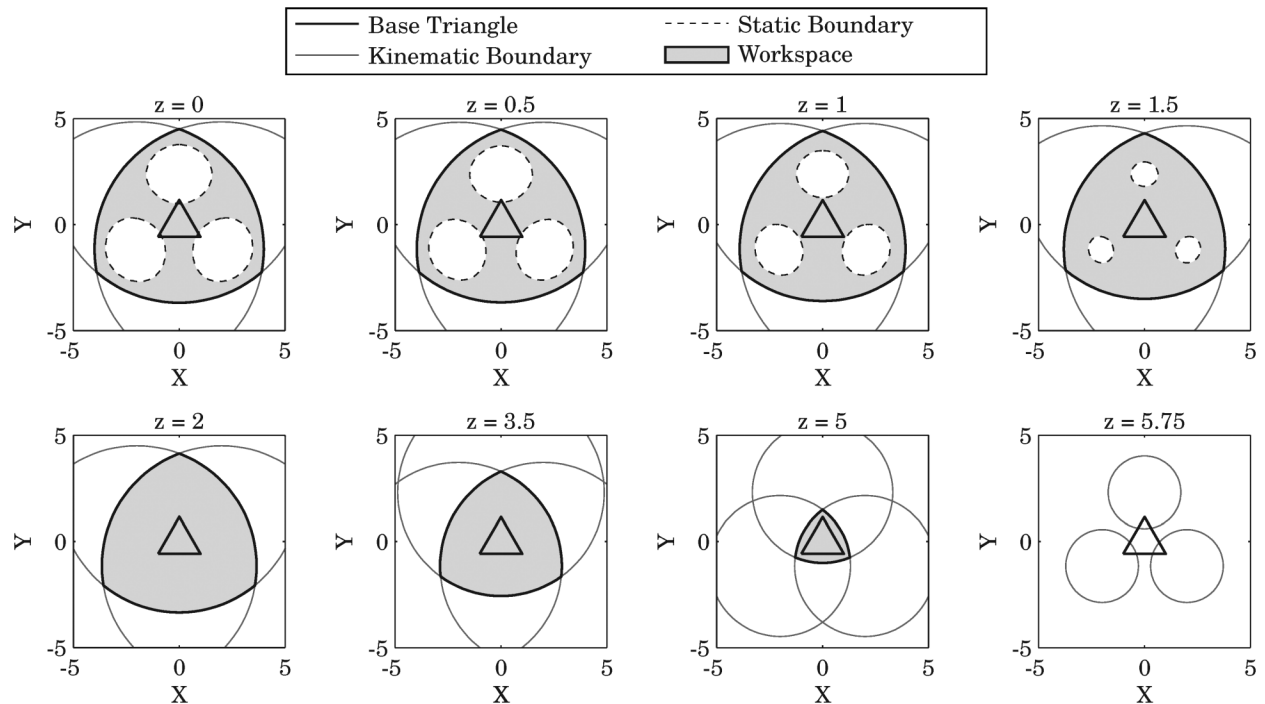 Base Triangle
Static Boundary
Kinematic Boundary
Workspace
z = 0
z = 0.5
z = 1
z = 1.5
5
5
5
5
Y
0
Y
0
Y
0
Y
0
-5
-5
-5
-5
-5 0 5
-5 0 5
-5 0 5
-5 0 5
X
X
X
X
z = 2
z = 3.5
z = 5
z = 5.75
5
5
5
5
Y
0
Y
0
Y
0
Y
0
-5
-5
-5
-5
-5 0 5
-5 0 5
-5 0 5
-5 0 5
X
X
X
X